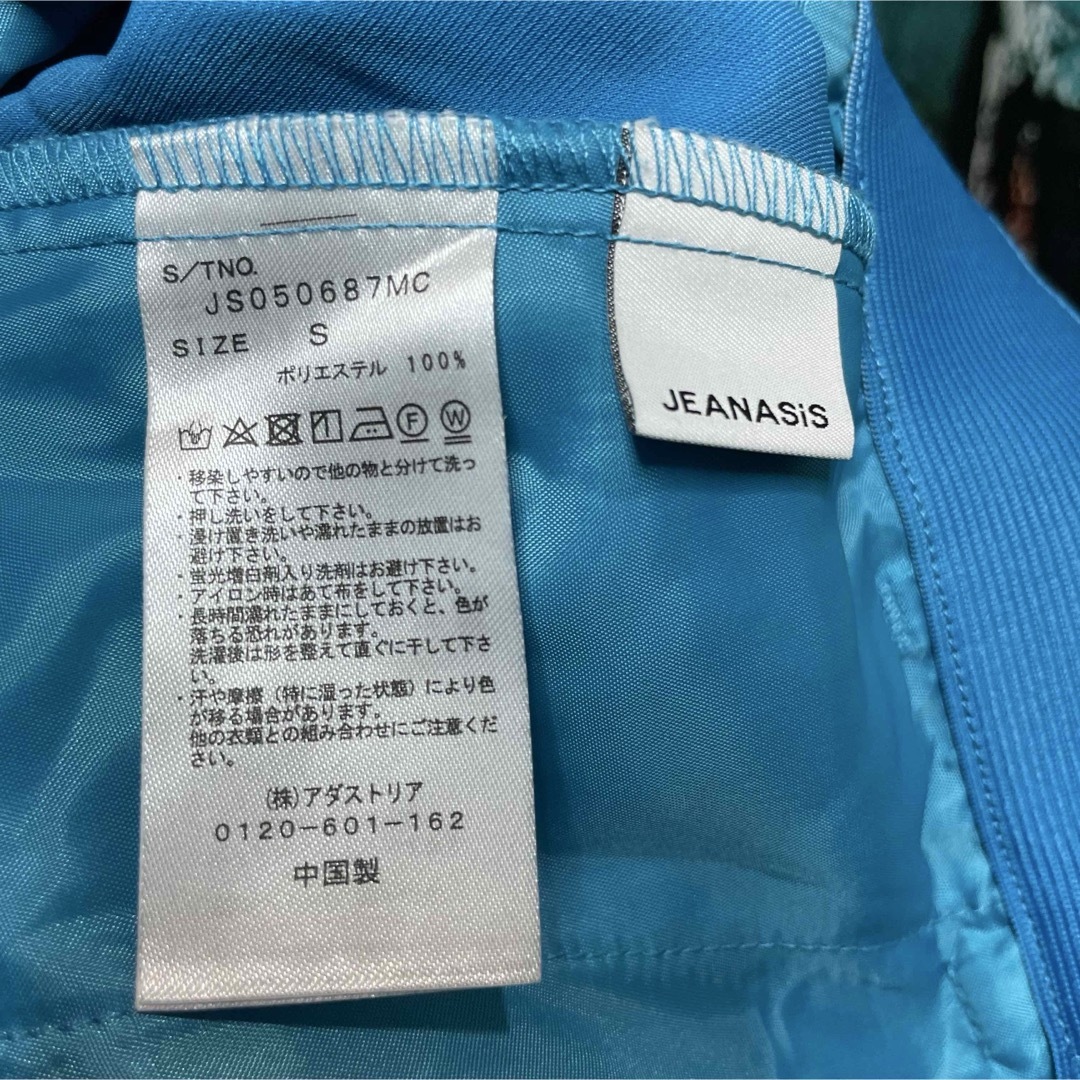 S/TNO.
JS050687MC
SIZE S
ポリエステル 100%
F W
・移染しやすいので他の物と分けて洗っ
て下さい。
・押し洗いをして下さい。
・浸け置き洗いや濡れたままの放置はお
避け下さい。
・蛍光増白剤入り洗剤はお避け下さい。
・アイロン時はあて布をして下さい。
・長時間濡れたままにしておくと、色が
落ちる恐れがあります。
洗濯後は形を整えて直ぐに干して下さ
い。
・汗や摩擦（特に湿った状態）により色
が移る場合があります。
他の衣類との組み合わせにご注意くだ
さい。
(株)アダストリア
0120-601-162
中国製
JEANASiS